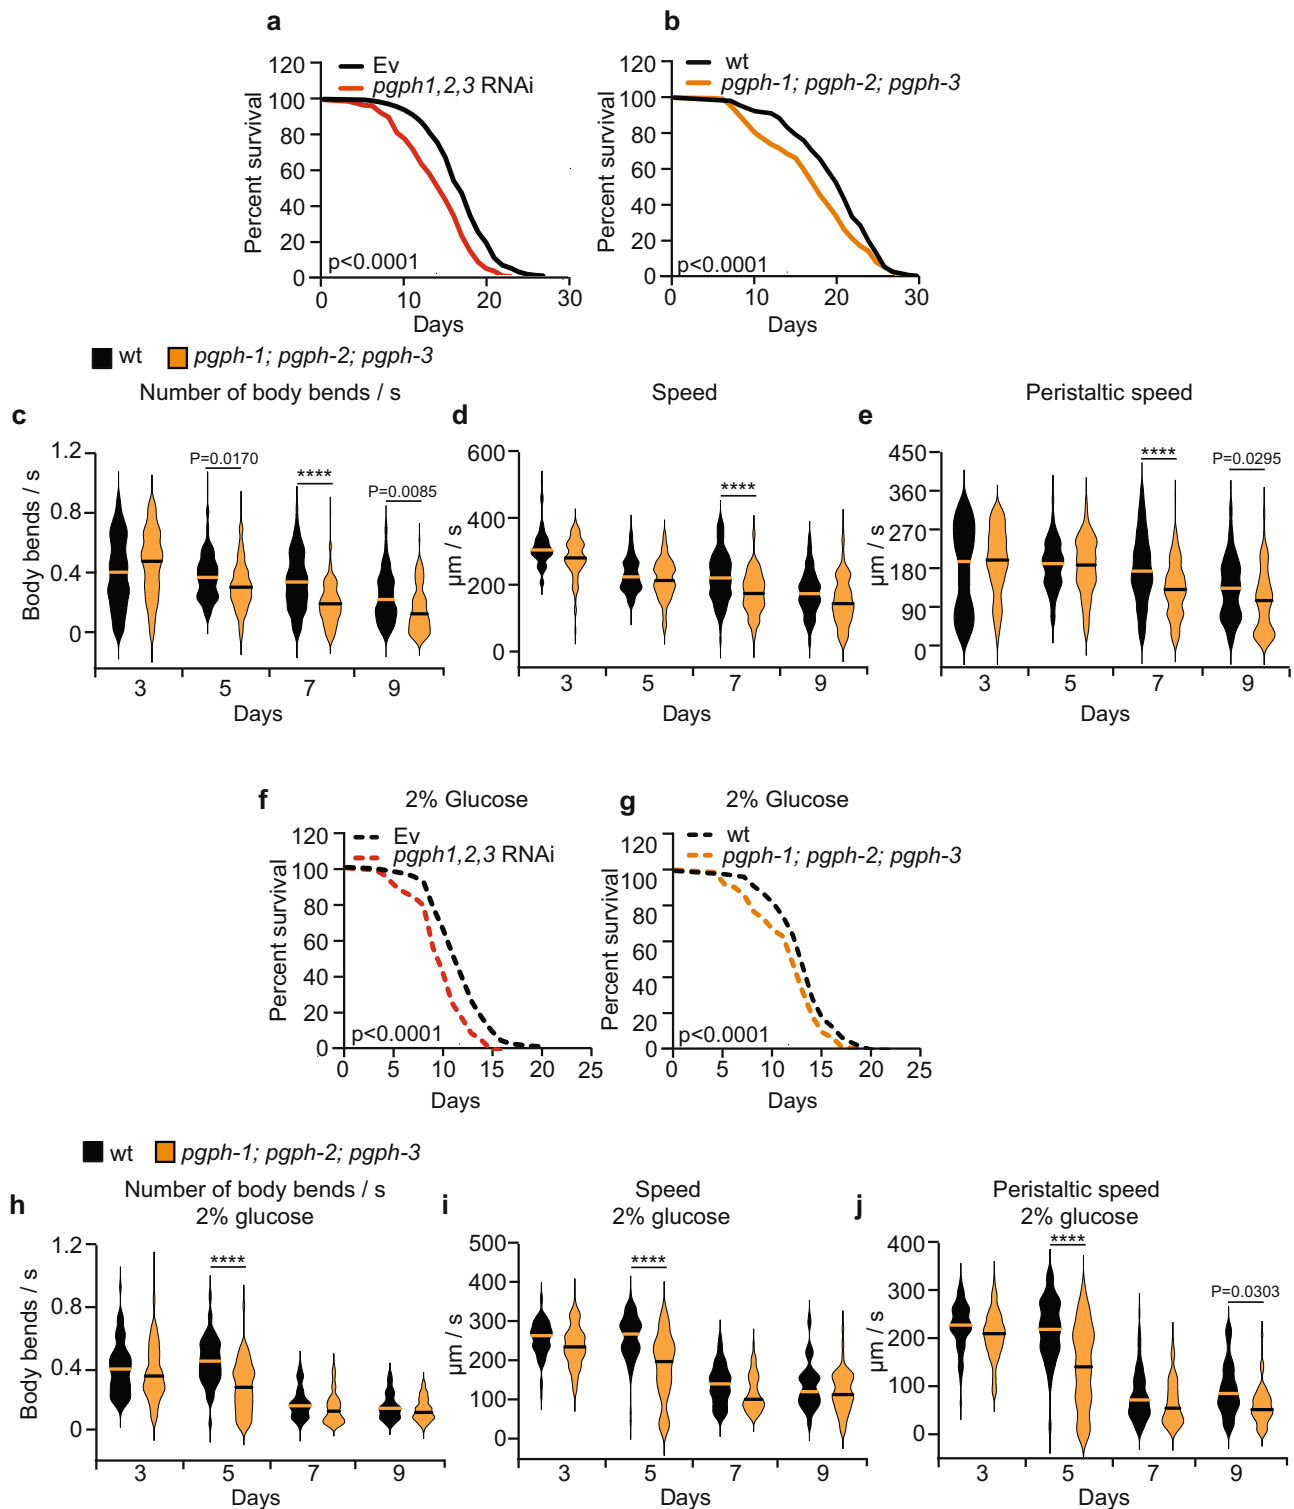 a
120
100
80
60
40
20
0
Percent survival
Ev
pgph1,2,3 RNAi
p<0.0001
0 10 20 30
Days
b
120
100
80
60
40
20
0
Percent survival
wt
pgph-1; pgph-2; pgph-3
p<0.0001
0 10 20 30
Days
wt pgph-1; pgph-2; pgph-3
c
Number of body bends / s
1.2
0.8
0.4
0
Body bends / s
P=0.0170
****
P=0.0085
3 5 7 9
Days
d
Speed
600
400
200
0
µm / s
****
3 5 7 9
Days
e
Peristaltic speed
450
360
270
180
90
0
µm / s
****
P=0.0295
3 5 7 9
Days
f
2% Glucose
120
100
80
60
40
20
0
Percent survival
Ev
pgph1,2,3 RNAi
p<0.0001
0 5 10 15 20 25
Days
g
2% Glucose
120
100
80
60
40
20
0
Percent survival
wt
pgph-1; pgph-2; pgph-3
p<0.0001
0 5 10 15 20 25
Days
wt pgph-1; pgph-2; pgph-3
h
Number of body bends / s
2% glucose
1.2
0.8
0.4
0
Body bends / s
****
3 5 7 9
Days
i
Speed
2% glucose
500
400
300
200
100
0
µm / s
****
3 5 7 9
Days
j
Peristaltic speed
2% glucose
400
300
200
100
0
µm / s
****
P=0.0303
3 5 7 9
Days